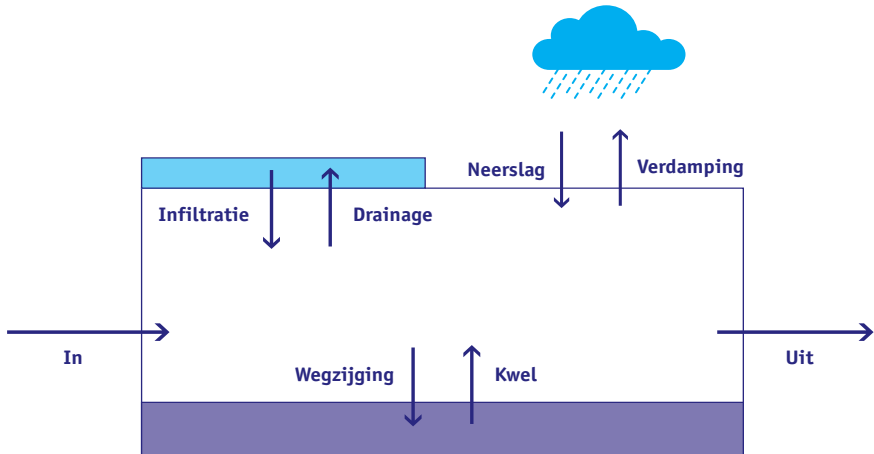 Neerslag
Verdamping
Infiltratie
Drainage
In
Uit
Wegzijging
Kwel